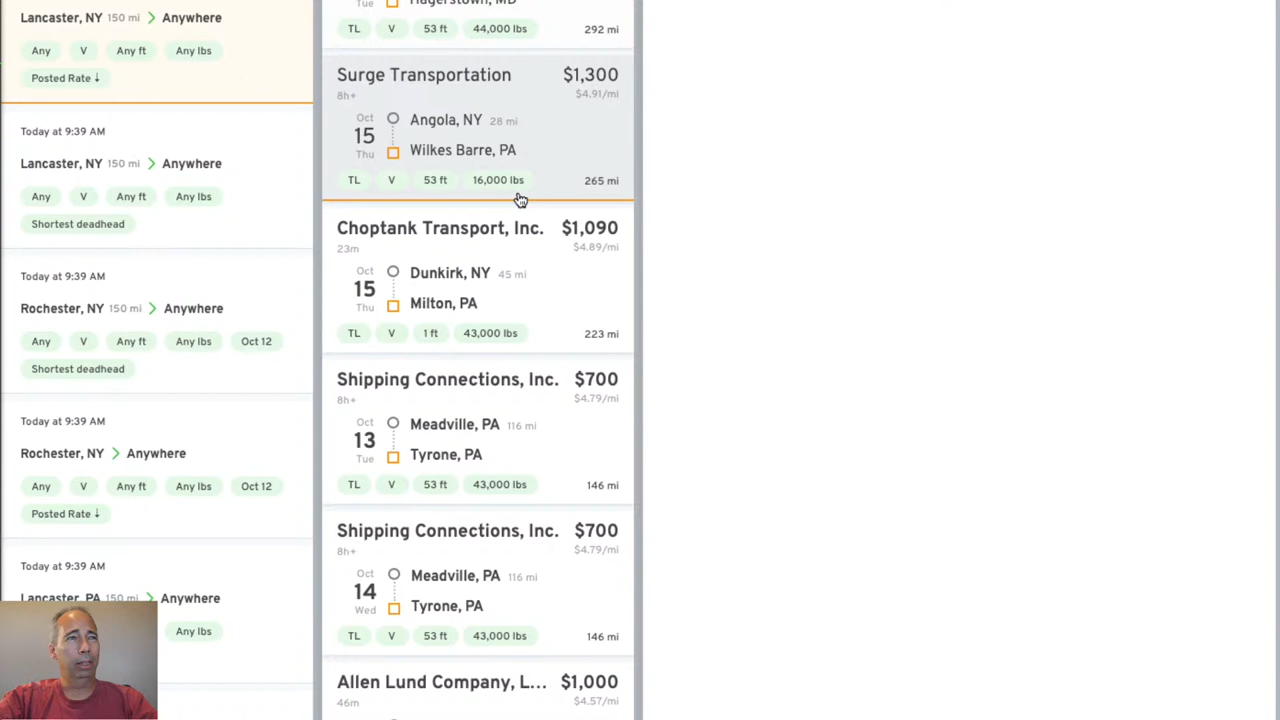 Lancaster, NY 150 mi > Anywhere
Any V Any ft Any lbs
Posted Rate ↓
Today at 9:39 AM
Lancaster, NY 150 mi > Anywhere
Any V Any ft Any lbs
Shortest deadhead
Today at 9:39 AM
Rochester, NY 150 mi > Anywhere
Any V Any ft Any lbs Oct 12
Shortest deadhead
Today at 9:39 AM
Rochester, NY > Anywhere
Any V Any ft Any lbs Oct 12
Posted Rate ↓
Today at 9:39 AM
Lancaster, PA 150 mi > Anywhere
Any lbs
Tue Hagerstown, MD
TL V 53 ft 44,000 lbs 292 mi
Surge Transportation $1,300
8h+ $4.91/mi
Oct 15 Thu
Angola, NY 28 mi
Wilkes Barre, PA
TL V 53 ft 16,000 lbs 265 mi
Choptank Transport, Inc. $1,090
23m $4.89/mi
Oct 15 Thu
Dunkirk, NY 45 mi
Milton, PA
TL V 1 ft 43,000 lbs 223 mi
Shipping Connections, Inc. $700
8h+ $4.79/mi
Oct 13 Tue
Meadville, PA 116 mi
Tyrone, PA
TL V 53 ft 43,000 lbs 146 mi
Shipping Connections, Inc. $700
8h+ $4.79/mi
Oct 14 Wed
Meadville, PA 116 mi
Tyrone, PA
TL V 53 ft 43,000 lbs 146 mi
Allen Lund Company, L... $1,000
46m $4.57/mi